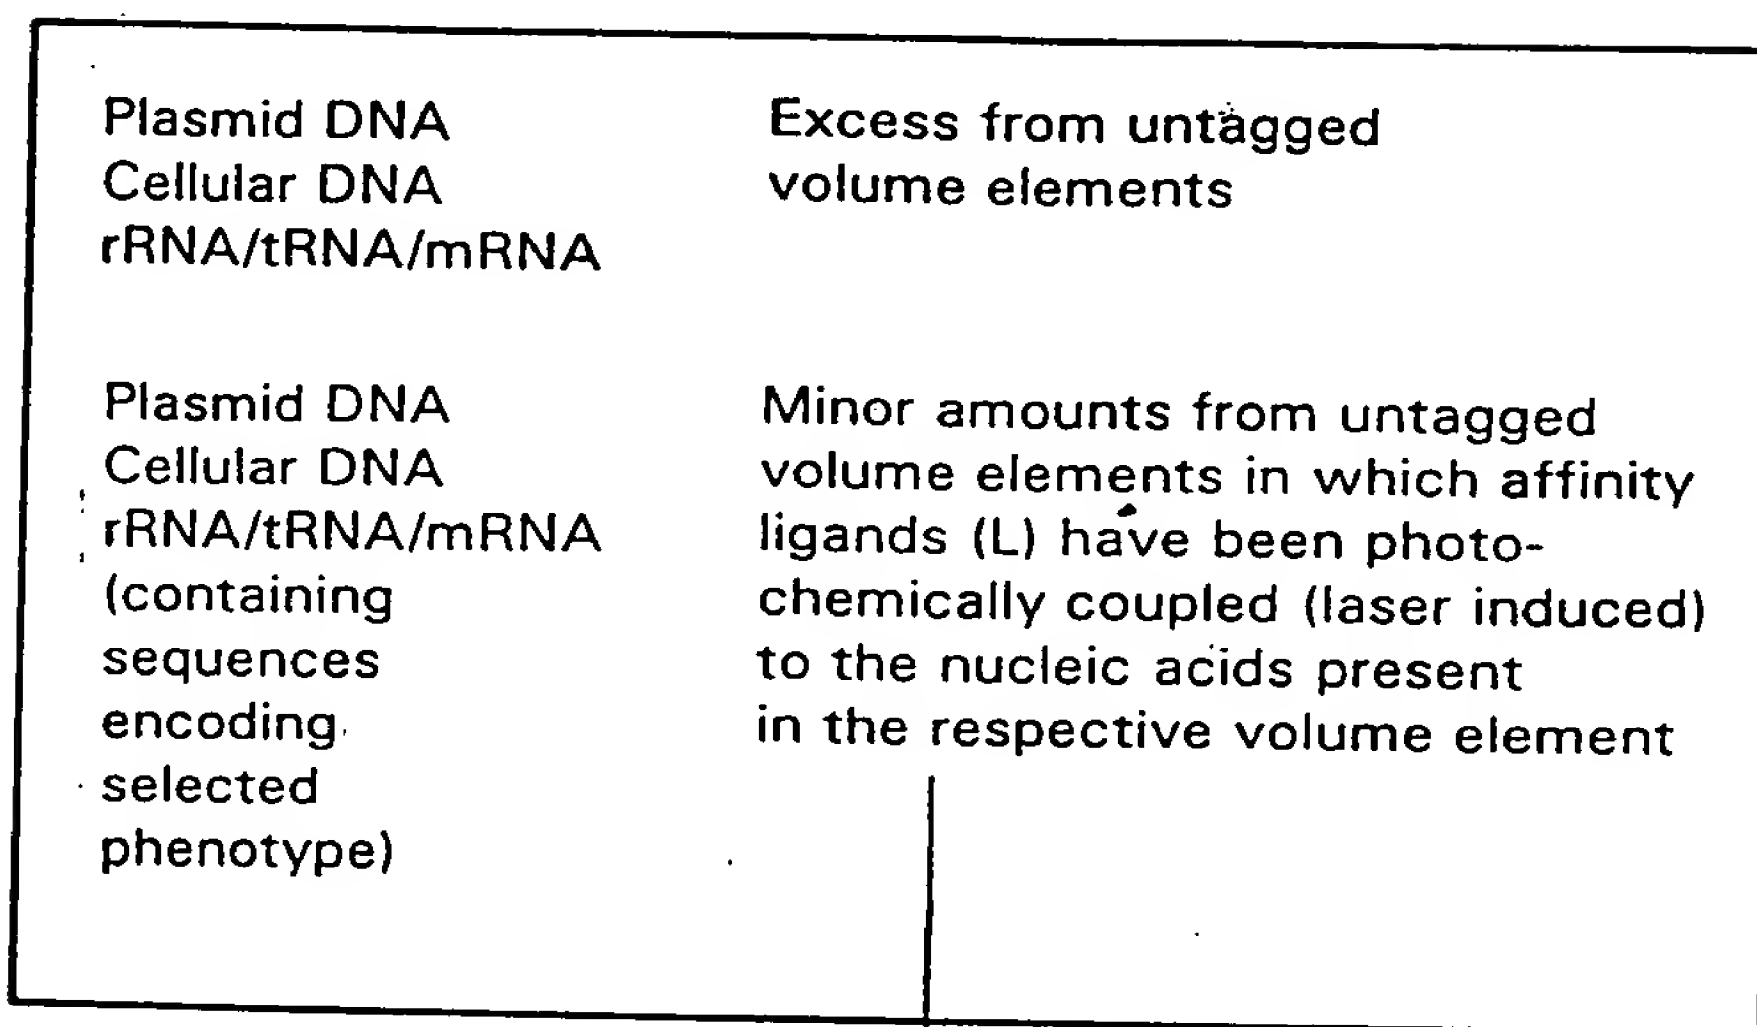 Plasmid DNA
Cellular DNA
rRNA/tRNA/mRNA
Excess from untagged
volume elements
Plasmid DNA
Cellular DNA
rRNA/tRNA/mRNA
(containing
sequences
encoding
selected
phenotype)
Minor amounts from untagged
volume elements in which affinity
ligands (L) have been photo-
chemically coupled (laser induced)
to the nucleic acids present
in the respective volume element